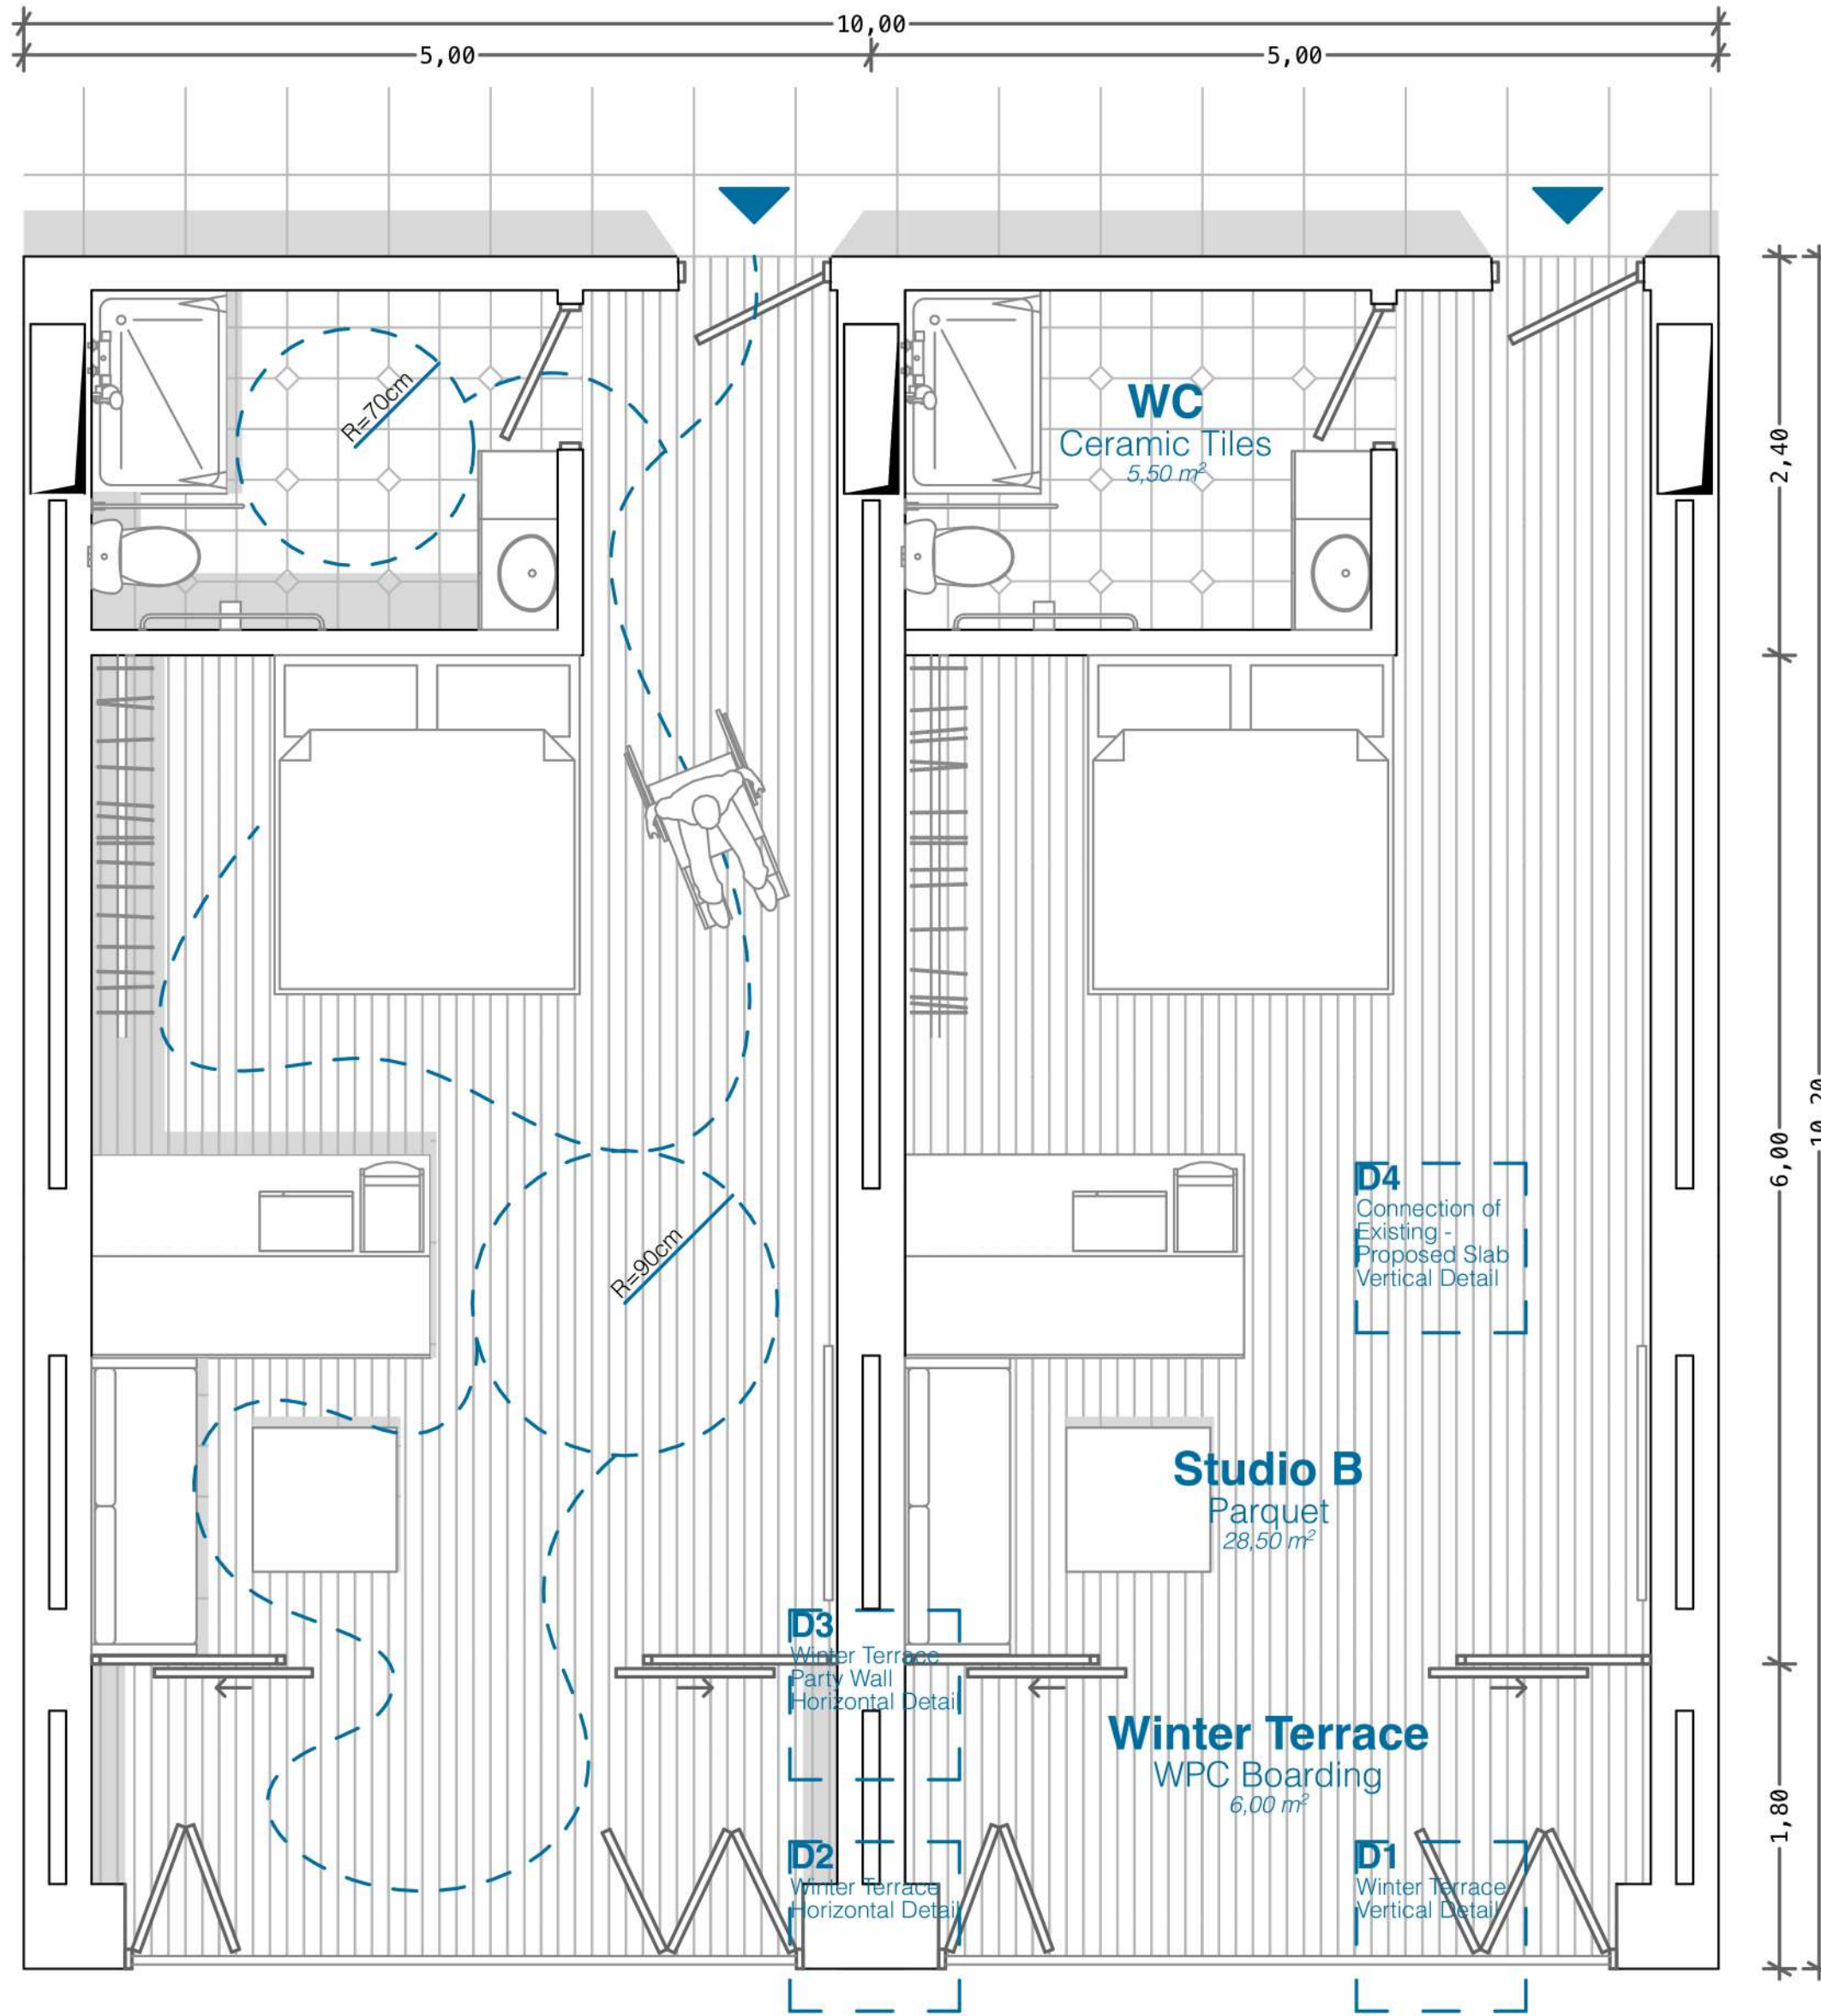 10,00
5,00
5,00
R=70cm
WC
Ceramic Tiles
5,50 m²
2,40
R=90cm
D4
Connection of
Existing -
Proposed Slab
Vertical Detail
6,00
10,20
Studio B
Parquet
28,50 m²
D3
Winter Terrace
Party Wall
Horizontal Detail
Winter Terrace
WPC Boarding
6,00 m²
1,80
D2
Winter Terrace
Horizontal Detail
D1
Winter Terrace
Vertical Detail